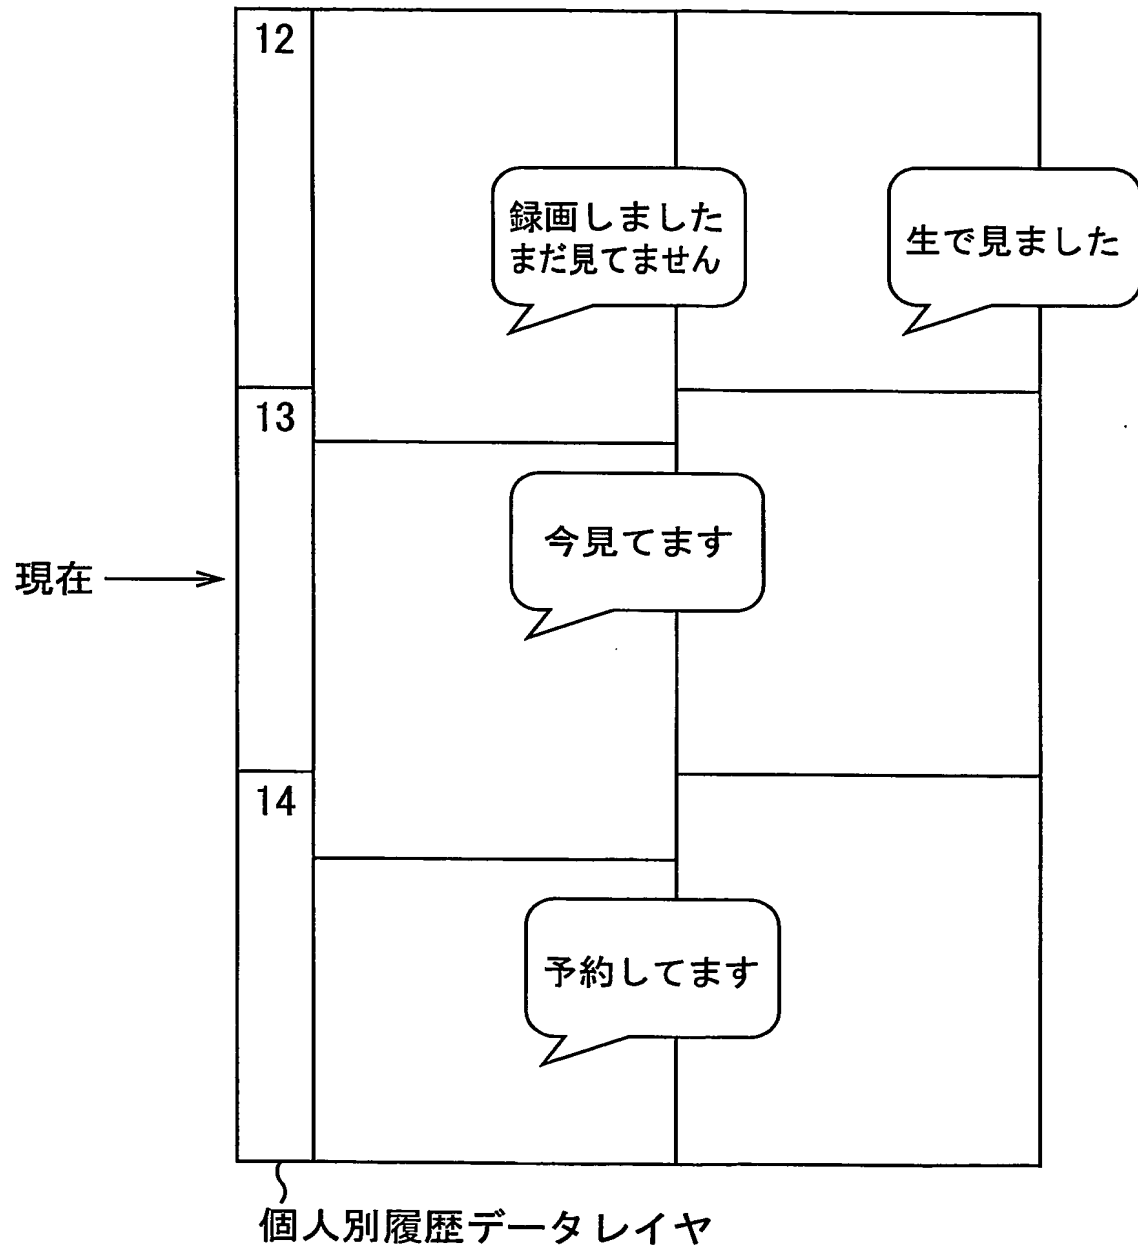 12
録画しました
まだ見てません
生で見ました
13
今見てます
現在
14
予約してます
個人別履歴データレイヤ